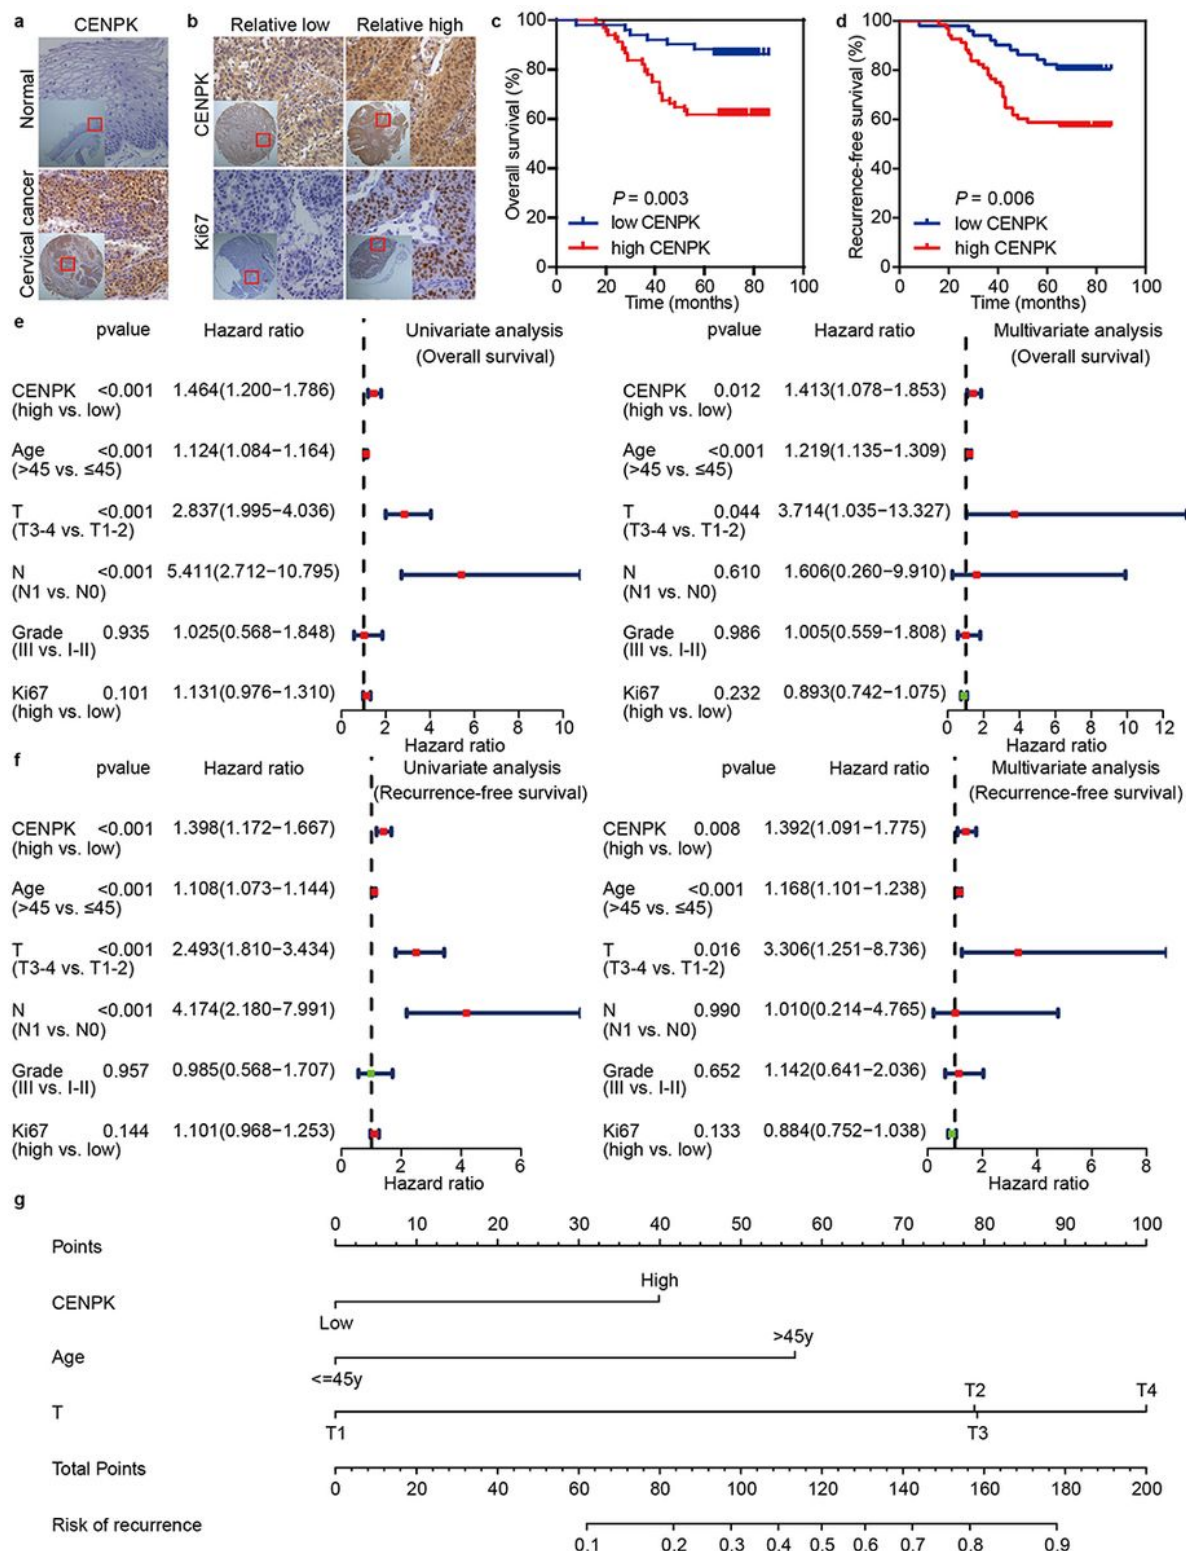 a
CENPK
Normal
Cervical cancer
b
Relative low
Relative high
CENPK
Ki67
c
Overall survival (%)
100
80
60
40
20
0
P = 0.003
low CENPK
high CENPK
0 20 40 60 80 100
Time (months)
d
Recurrence-free survival (%)
100
80
60
40
20
0
P = 0.006
low CENPK
high CENPK
0 20 40 60 80 100
Time (months)
e
pvalue Hazard ratio Univariate analysis
(Overall survival)
CENPK <0.001 1.464(1.200−1.786)
(high vs. low)
Age <0.001 1.124(1.084−1.164)
(>45 vs. ≤45)
T <0.001 2.837(1.995−4.036)
(T3-4 vs. T1-2)
N <0.001 5.411(2.712−10.795)
(N1 vs. N0)
Grade 0.935 1.025(0.568−1.848)
(III vs. I-II)
Ki67 0.101 1.131(0.976−1.310)
(high vs. low)
0 2 4 6 8 10
Hazard ratio
pvalue Hazard ratio Multivariate analysis
(Overall survival)
CENPK 0.012 1.413(1.078−1.853)
(high vs. low)
Age <0.001 1.219(1.135−1.309)
(>45 vs. ≤45)
T 0.044 3.714(1.035−13.327)
(T3-4 vs. T1-2)
N 0.610 1.606(0.260−9.910)
(N1 vs. N0)
Grade 0.986 1.005(0.559−1.808)
(III vs. I-II)
Ki67 0.232 0.893(0.742−1.075)
(high vs. low)
0 2 4 6 8 10 12
Hazard ratio
f
pvalue Hazard ratio Univariate analysis
(Recurrence-free survival)
CENPK <0.001 1.398(1.172−1.667)
(high vs. low)
Age <0.001 1.108(1.073−1.144)
(>45 vs. ≤45)
T <0.001 2.493(1.810−3.434)
(T3-4 vs. T1-2)
N <0.001 4.174(2.180−7.991)
(N1 vs. N0)
Grade 0.957 0.985(0.568−1.707)
(III vs. I-II)
Ki67 0.144 1.101(0.968−1.253)
(high vs. low)
0 2 4 6
Hazard ratio
pvalue Hazard ratio Multivariate analysis
(Recurrence-free survival)
CENPK 0.008 1.392(1.091−1.775)
(high vs. low)
Age <0.001 1.168(1.101−1.238)
(>45 vs. ≤45)
T 0.016 3.306(1.251−8.736)
(T3-4 vs. T1-2)
N 0.990 1.010(0.214−4.765)
(N1 vs. N0)
Grade 0.652 1.142(0.641−2.036)
(III vs. I-II)
Ki67 0.133 0.884(0.752−1.038)
(high vs. low)
0 2 4 6 8
Hazard ratio
g
0 10 20 30 40 50 60 70 80 90 100
Points
High
CENPK
Low
>45y
Age
<=45y
T2 T4
T
T1 T3
Total Points
0 20 40 60 80 100 120 140 160 180 200
Risk of recurrence
0.1 0.2 0.3 0.4 0.5 0.6 0.7 0.8 0.9